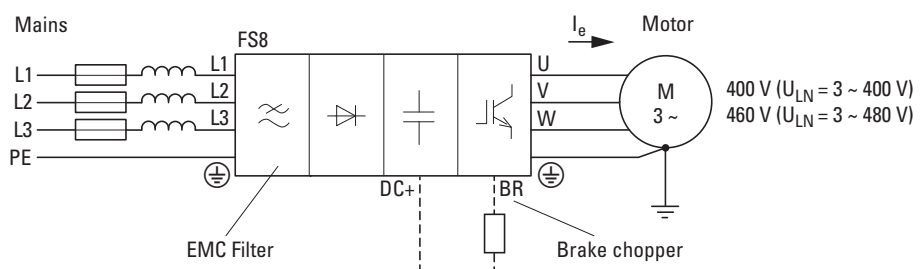 Mains
FS8
I_e
Motor
L1
L1
U
L2
L2
V
L3
L3
W
PE
M
3 ~
400 V (U_LN = 3 ~ 400 V)
460 V (U_LN = 3 ~ 480 V)
DC+
BR
EMC Filter
Brake chopper